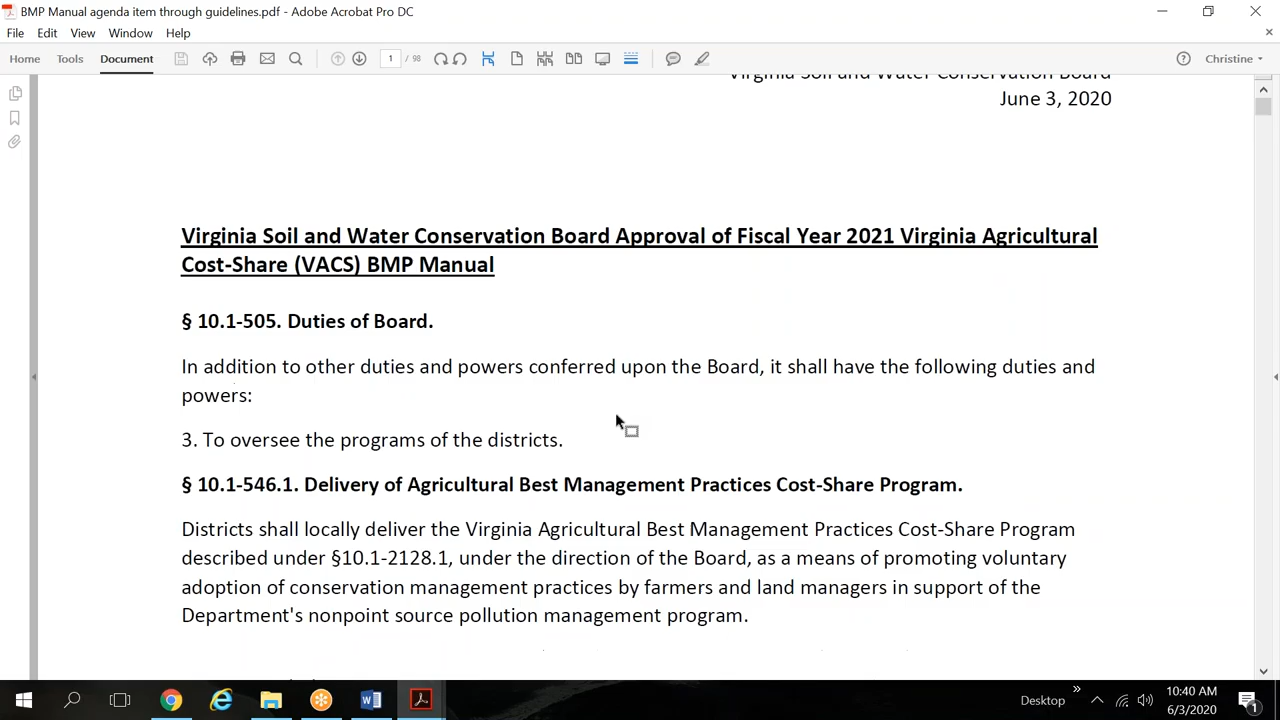 BMP Manual agenda item through guidelines.pdf - Adobe Acrobat Pro DC
File Edit View Window Help
Home Tools Document 1 / 98 Christine
Virginia Soil and Water Conservation Board
June 3, 2020
Virginia Soil and Water Conservation Board Approval of Fiscal Year 2021 Virginia Agricultural
Cost-Share (VACS) BMP Manual
§ 10.1-505. Duties of Board.
In addition to other duties and powers conferred upon the Board, it shall have the following duties and
powers:
3. To oversee the programs of the districts.
§ 10.1-546.1. Delivery of Agricultural Best Management Practices Cost-Share Program.
Districts shall locally deliver the Virginia Agricultural Best Management Practices Cost-Share Program
described under §10.1-2128.1, under the direction of the Board, as a means of promoting voluntary
adoption of conservation management practices by farmers and land managers in support of the
Department's nonpoint source pollution management program.
Desktop 10:40 AM
6/3/2020 1